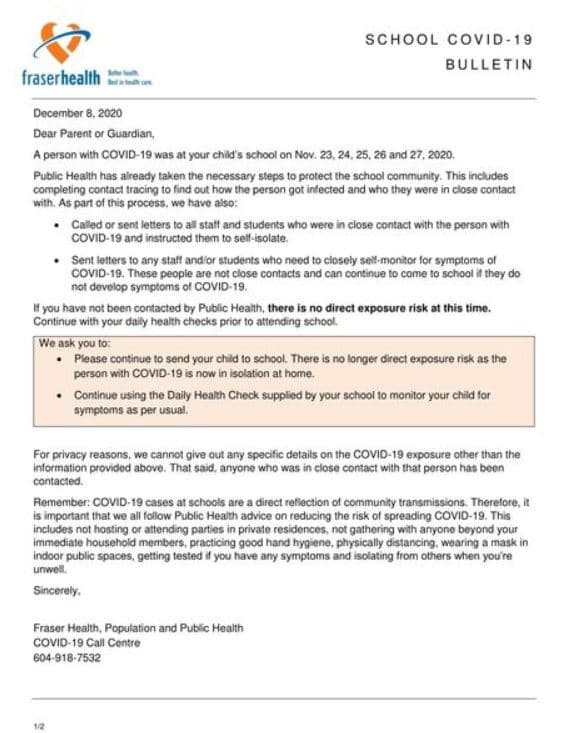 SCHOOL COVID-19
BULLETIN
fraserhealth
Better health.
Best in health care.
December 8, 2020
Dear Parent or Guardian,
A person with COVID-19 was at your child's school on Nov. 23, 24, 25, 26 and 27, 2020.
Public Health has already taken the necessary steps to protect the school community. This includes
completing contact tracing to find out how the person got infected and who they were in close contact
with. As part of this process, we have also:
• Called or sent letters to all staff and students who were in close contact with the person with
COVID-19 and instructed them to self-isolate.
• Sent letters to any staff and/or students who need to closely self-monitor for symptoms of
COVID-19. These people are not close contacts and can continue to come to school if they do
not develop symptoms of COVID-19.
If you have not been contacted by Public Health, there is no direct exposure risk at this time.
Continue with your daily health checks prior to attending school.
We ask you to:
• Please continue to send your child to school. There is no longer direct exposure risk as the
person with COVID-19 is now in isolation at home.
• Continue using the Daily Health Check supplied by your school to monitor your child for
symptoms as per usual.
For privacy reasons, we cannot give out any specific details on the COVID-19 exposure other than the
information provided above. That said, anyone who was in close contact with that person has been
contacted.
Remember: COVID-19 cases at schools are a direct reflection of community transmissions. Therefore, it
is important that we all follow Public Health advice on reducing the risk of spreading COVID-19. This
includes not hosting or attending parties in private residences, not gathering with anyone beyond your
immediate household members, practicing good hand hygiene, physically distancing, wearing a mask in
indoor public spaces, getting tested if you have any symptoms and isolating from others when you're
unwell.
Sincerely,
Fraser Health, Population and Public Health
COVID-19 Call Centre
604-918-7532
1/2